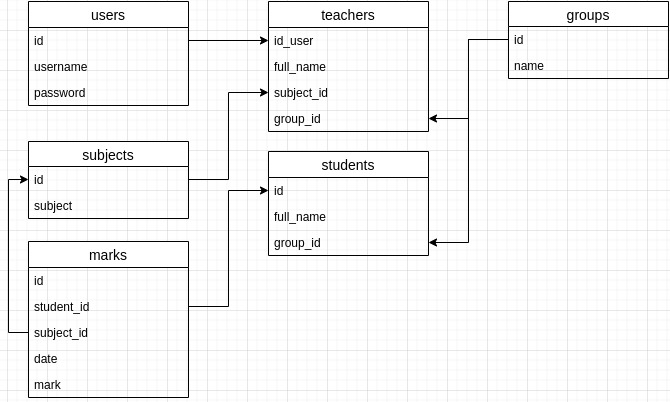 users
id
username
password
teachers
id_user
full_name
subject_id
group_id
groups
id
name
subjects
id
subject
students
id
full_name
group_id
marks
id
student_id
subject_id
date
mark